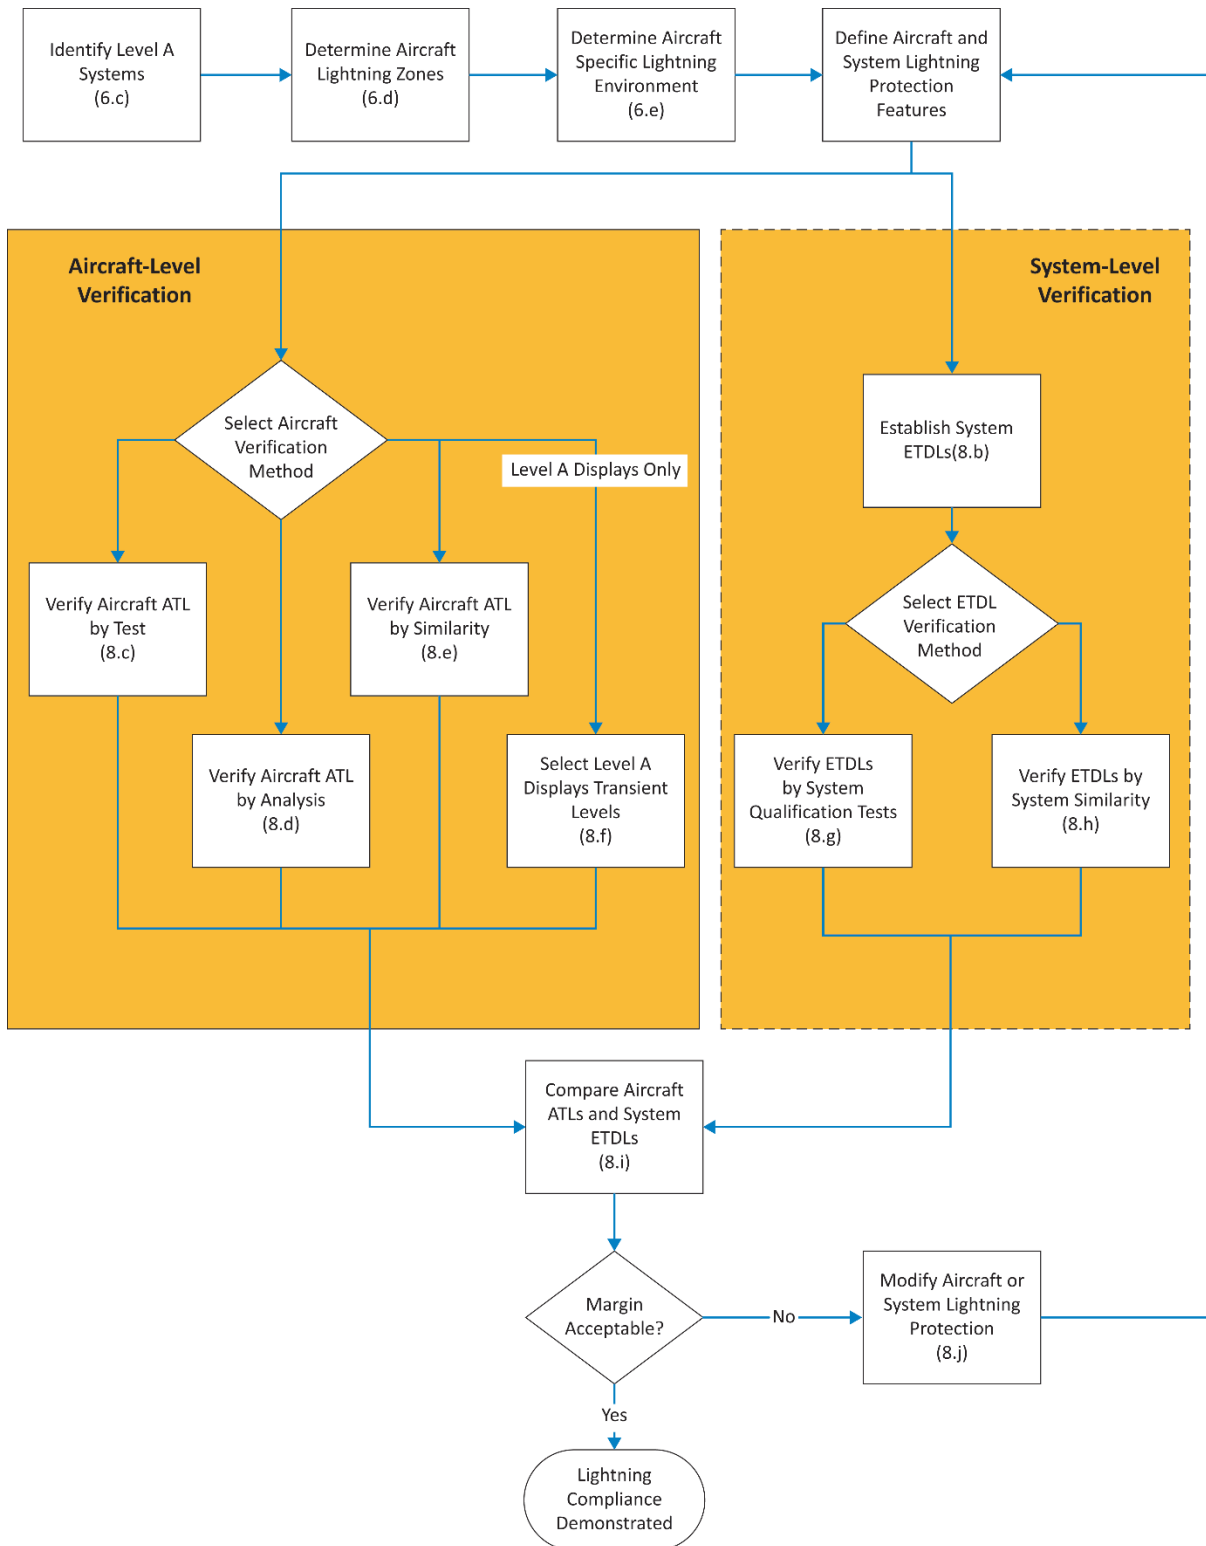 Identify Level A
Systems
(6.c)
Determine Aircraft
Lightning Zones
(6.d)
Determine Aircraft
Specific Lightning
Environment
(6.e)
Define Aircraft and
System Lightning
Protection
Features
Aircraft-Level
Verification
System-Level
Verification
Select Aircraft
Verification
Method
Level A Displays Only
Establish System
ETDLs(8.b)
Verify Aircraft ATL
by Test
(8.c)
Verify Aircraft ATL
by Similarity
(8.e)
Select ETDL
Verification
Method
Verify Aircraft ATL
by Analysis
(8.d)
Select Level A
Displays Transient
Levels
(8.f)
Verify ETDLs
by System
Qualification Tests
(8.g)
Verify ETDLs by
System Similarity
(8.h)
Compare Aircraft
ATLs and System
ETDLs
(8.i)
Margin
Acceptable?
No
Modify Aircraft or
System Lightning
Protection
(8.j)
Yes
Lightning
Compliance
Demonstrated